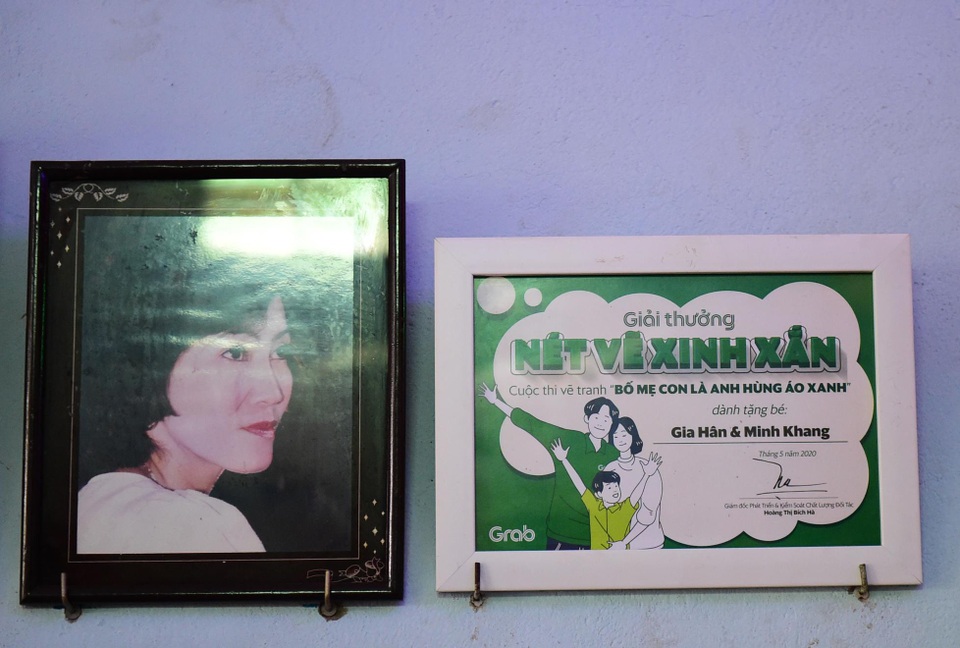 Giải thưởng
NÉT VẼ XINH XẮN
Cuộc thi vẽ tranh "BỐ MẸ CON LÀ ANH HÙNG ÁO XANH"
dành tặng bé:
Gia Hân & Minh Khang
Tháng 5 năm 2020
Giám đốc Phát Triển & Kiểm Soát Chất Lượng Đối Tác
Hoàng Thị Bích Hà
Grab